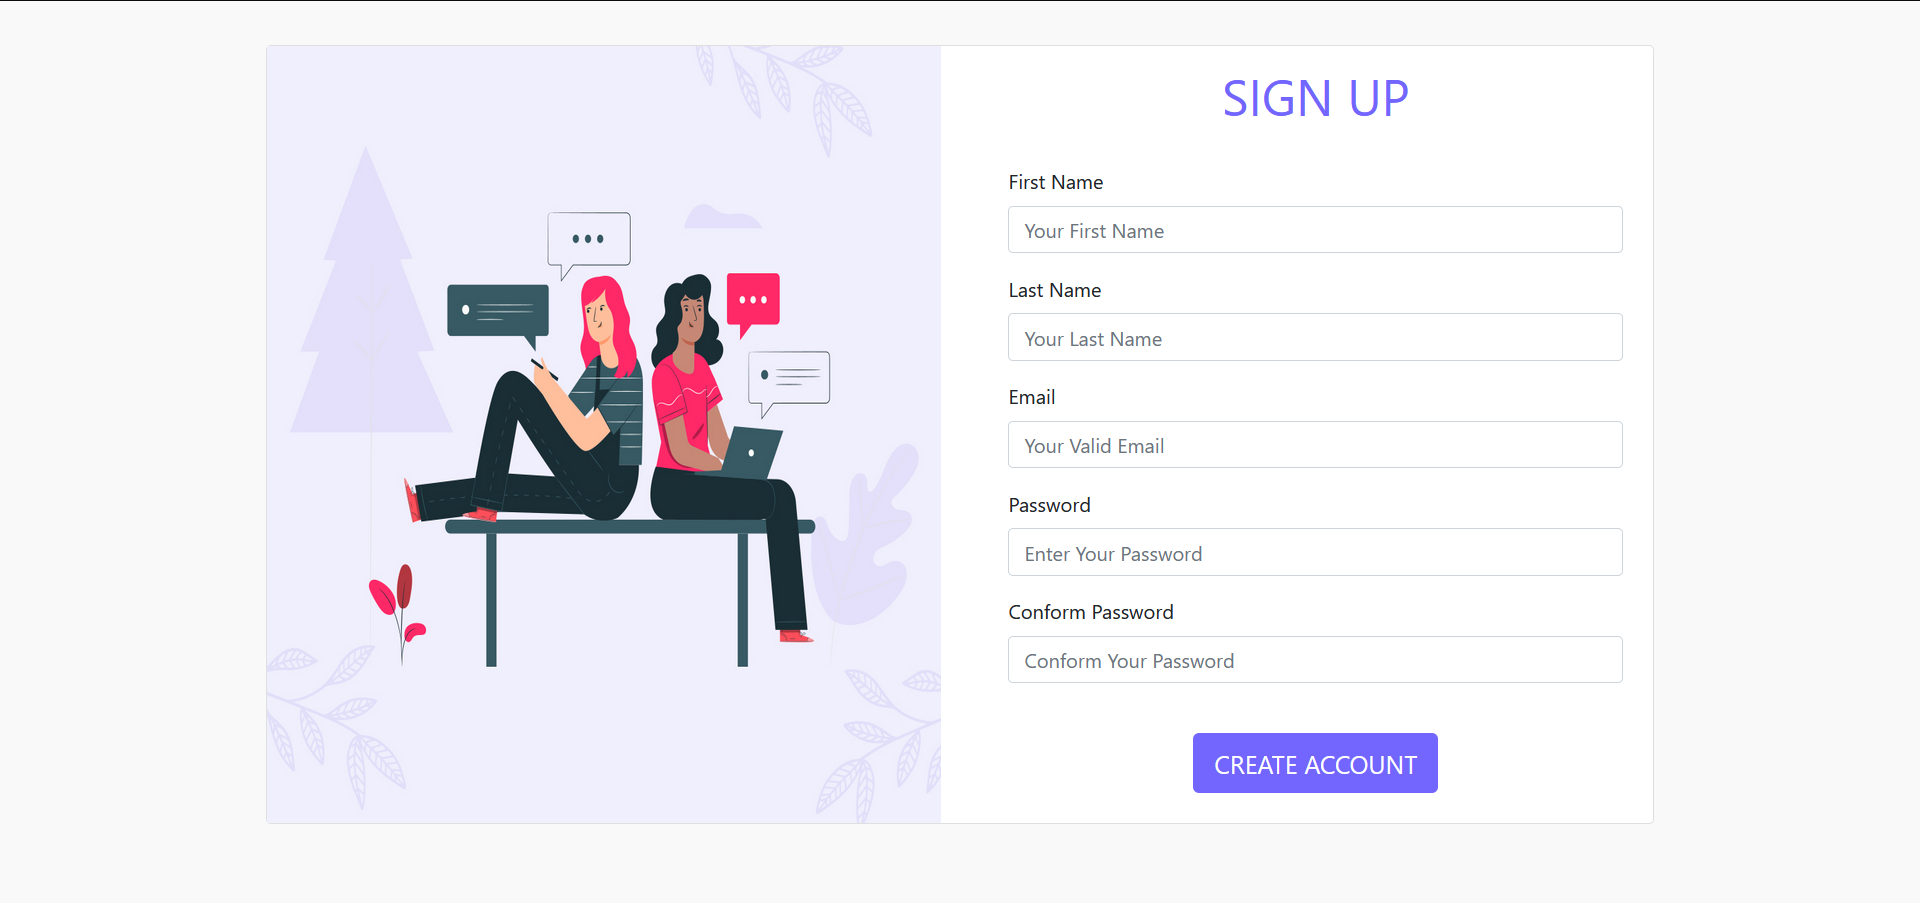 SIGN UP
First Name
Your First Name
Last Name
Your Last Name
Email
Your Valid Email
Password
Enter Your Password
Conform Password
Conform Your Password
CREATE ACCOUNT